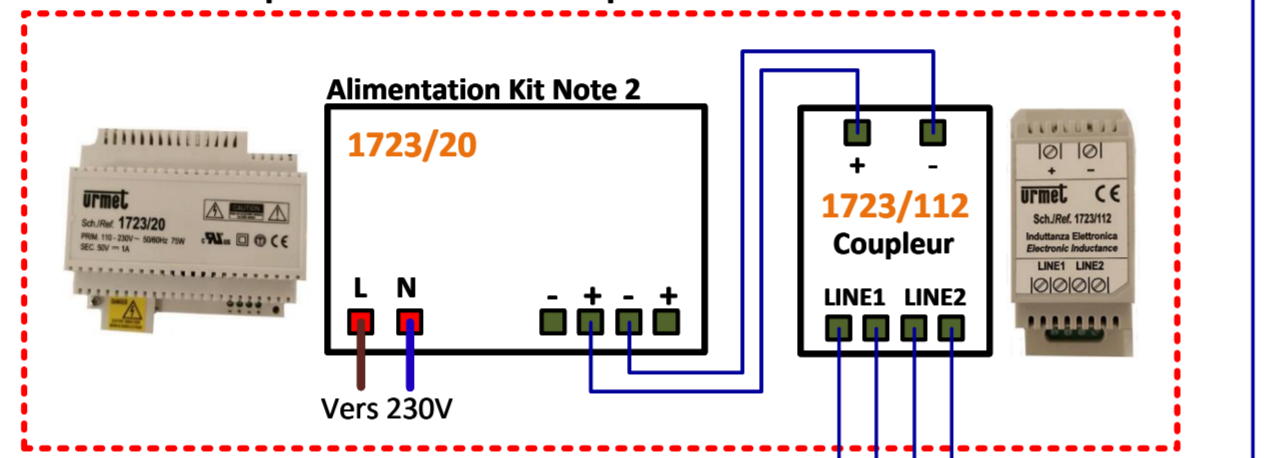 Alimentation Kit Note 2
1723/20
L N
- + - +
Vers 230V
urmet
CAUTION
Sch./Ref. 1723/20
PRIM. 110 - 230V~ 50/60Hz 75W
SEC. 50V ⎓ 1A
CE
+ -
1723/112
Coupleur
LINE1 LINE2
+ -
urmet CE
Sch./Ref. 1723/112
Induttanza Elettronica
Electronic Inductance
LINE1 LINE2